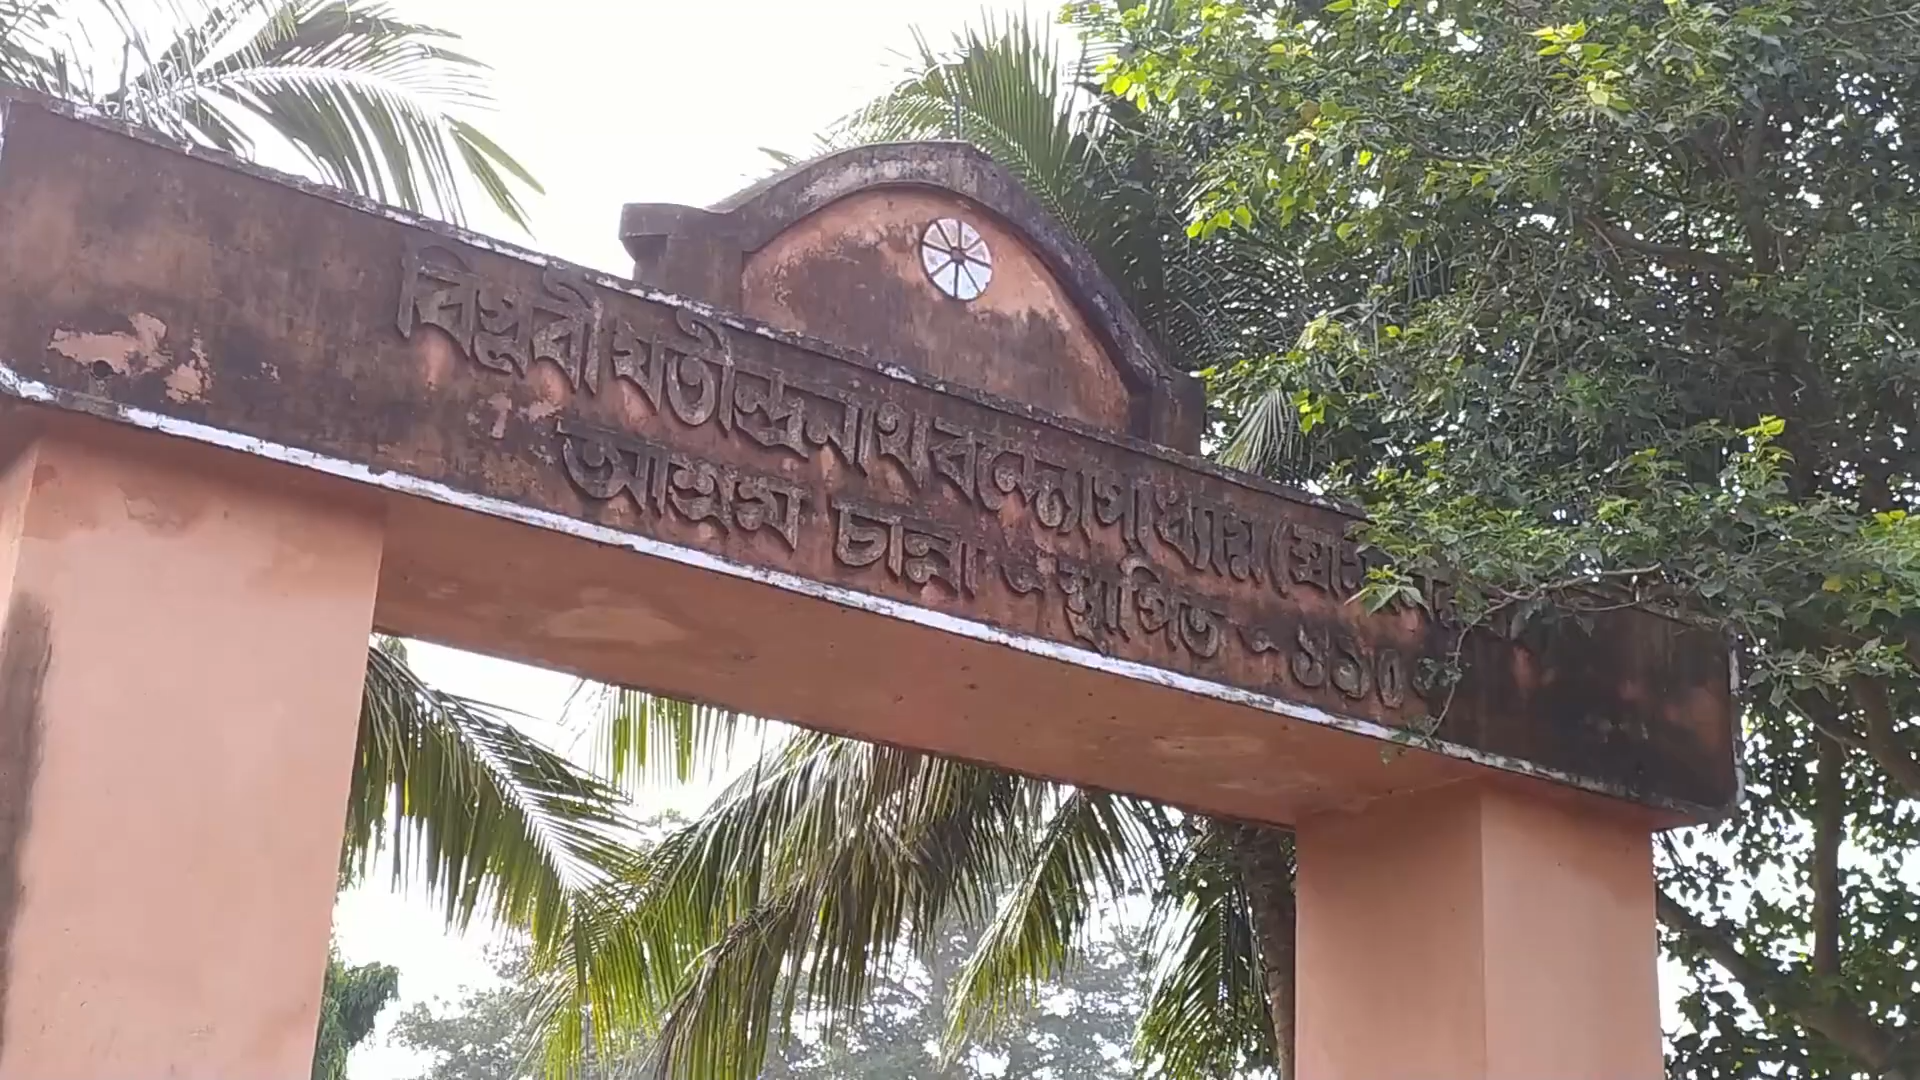 বিপ্লবী যতীন্দ্রনাথ বন্দ্যোপাধ্যায়
আশ্রম চান্না স্থাপিত -